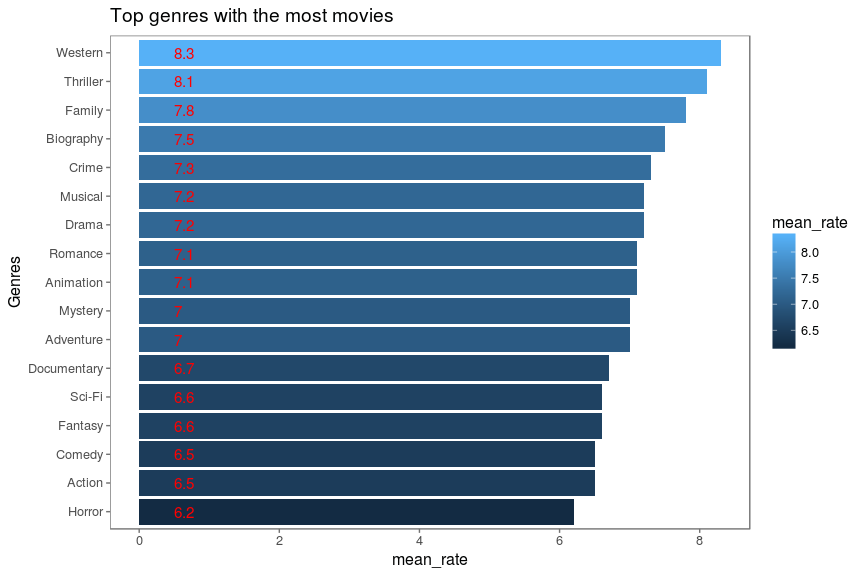 Top genres with the most movies
Genres
Western 8.3
Thriller 8.1
Family 7.8
Biography 7.5
Crime 7.3
Musical 7.2
Drama 7.2
Romance 7.1
Animation 7.1
Mystery 7
Adventure 7
Documentary 6.7
Sci-Fi 6.6
Fantasy 6.6
Comedy 6.5
Action 6.5
Horror 6.2
0 2 4 6 8
mean_rate
mean_rate
8.0
7.5
7.0
6.5